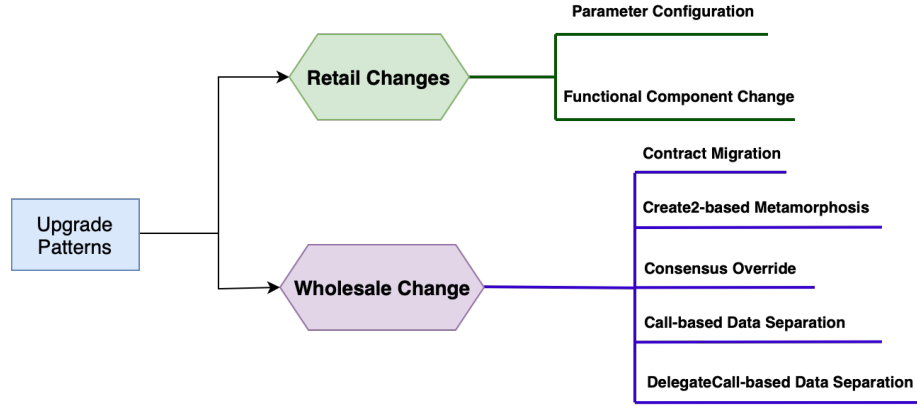 Parameter Configuration
Retail Changes
Functional Component Change
Contract Migration
Create2-based Metamorphosis
Upgrade
Patterns
Consensus Override
Wholesale Change
Call-based Data Separation
DelegateCall-based Data Separation